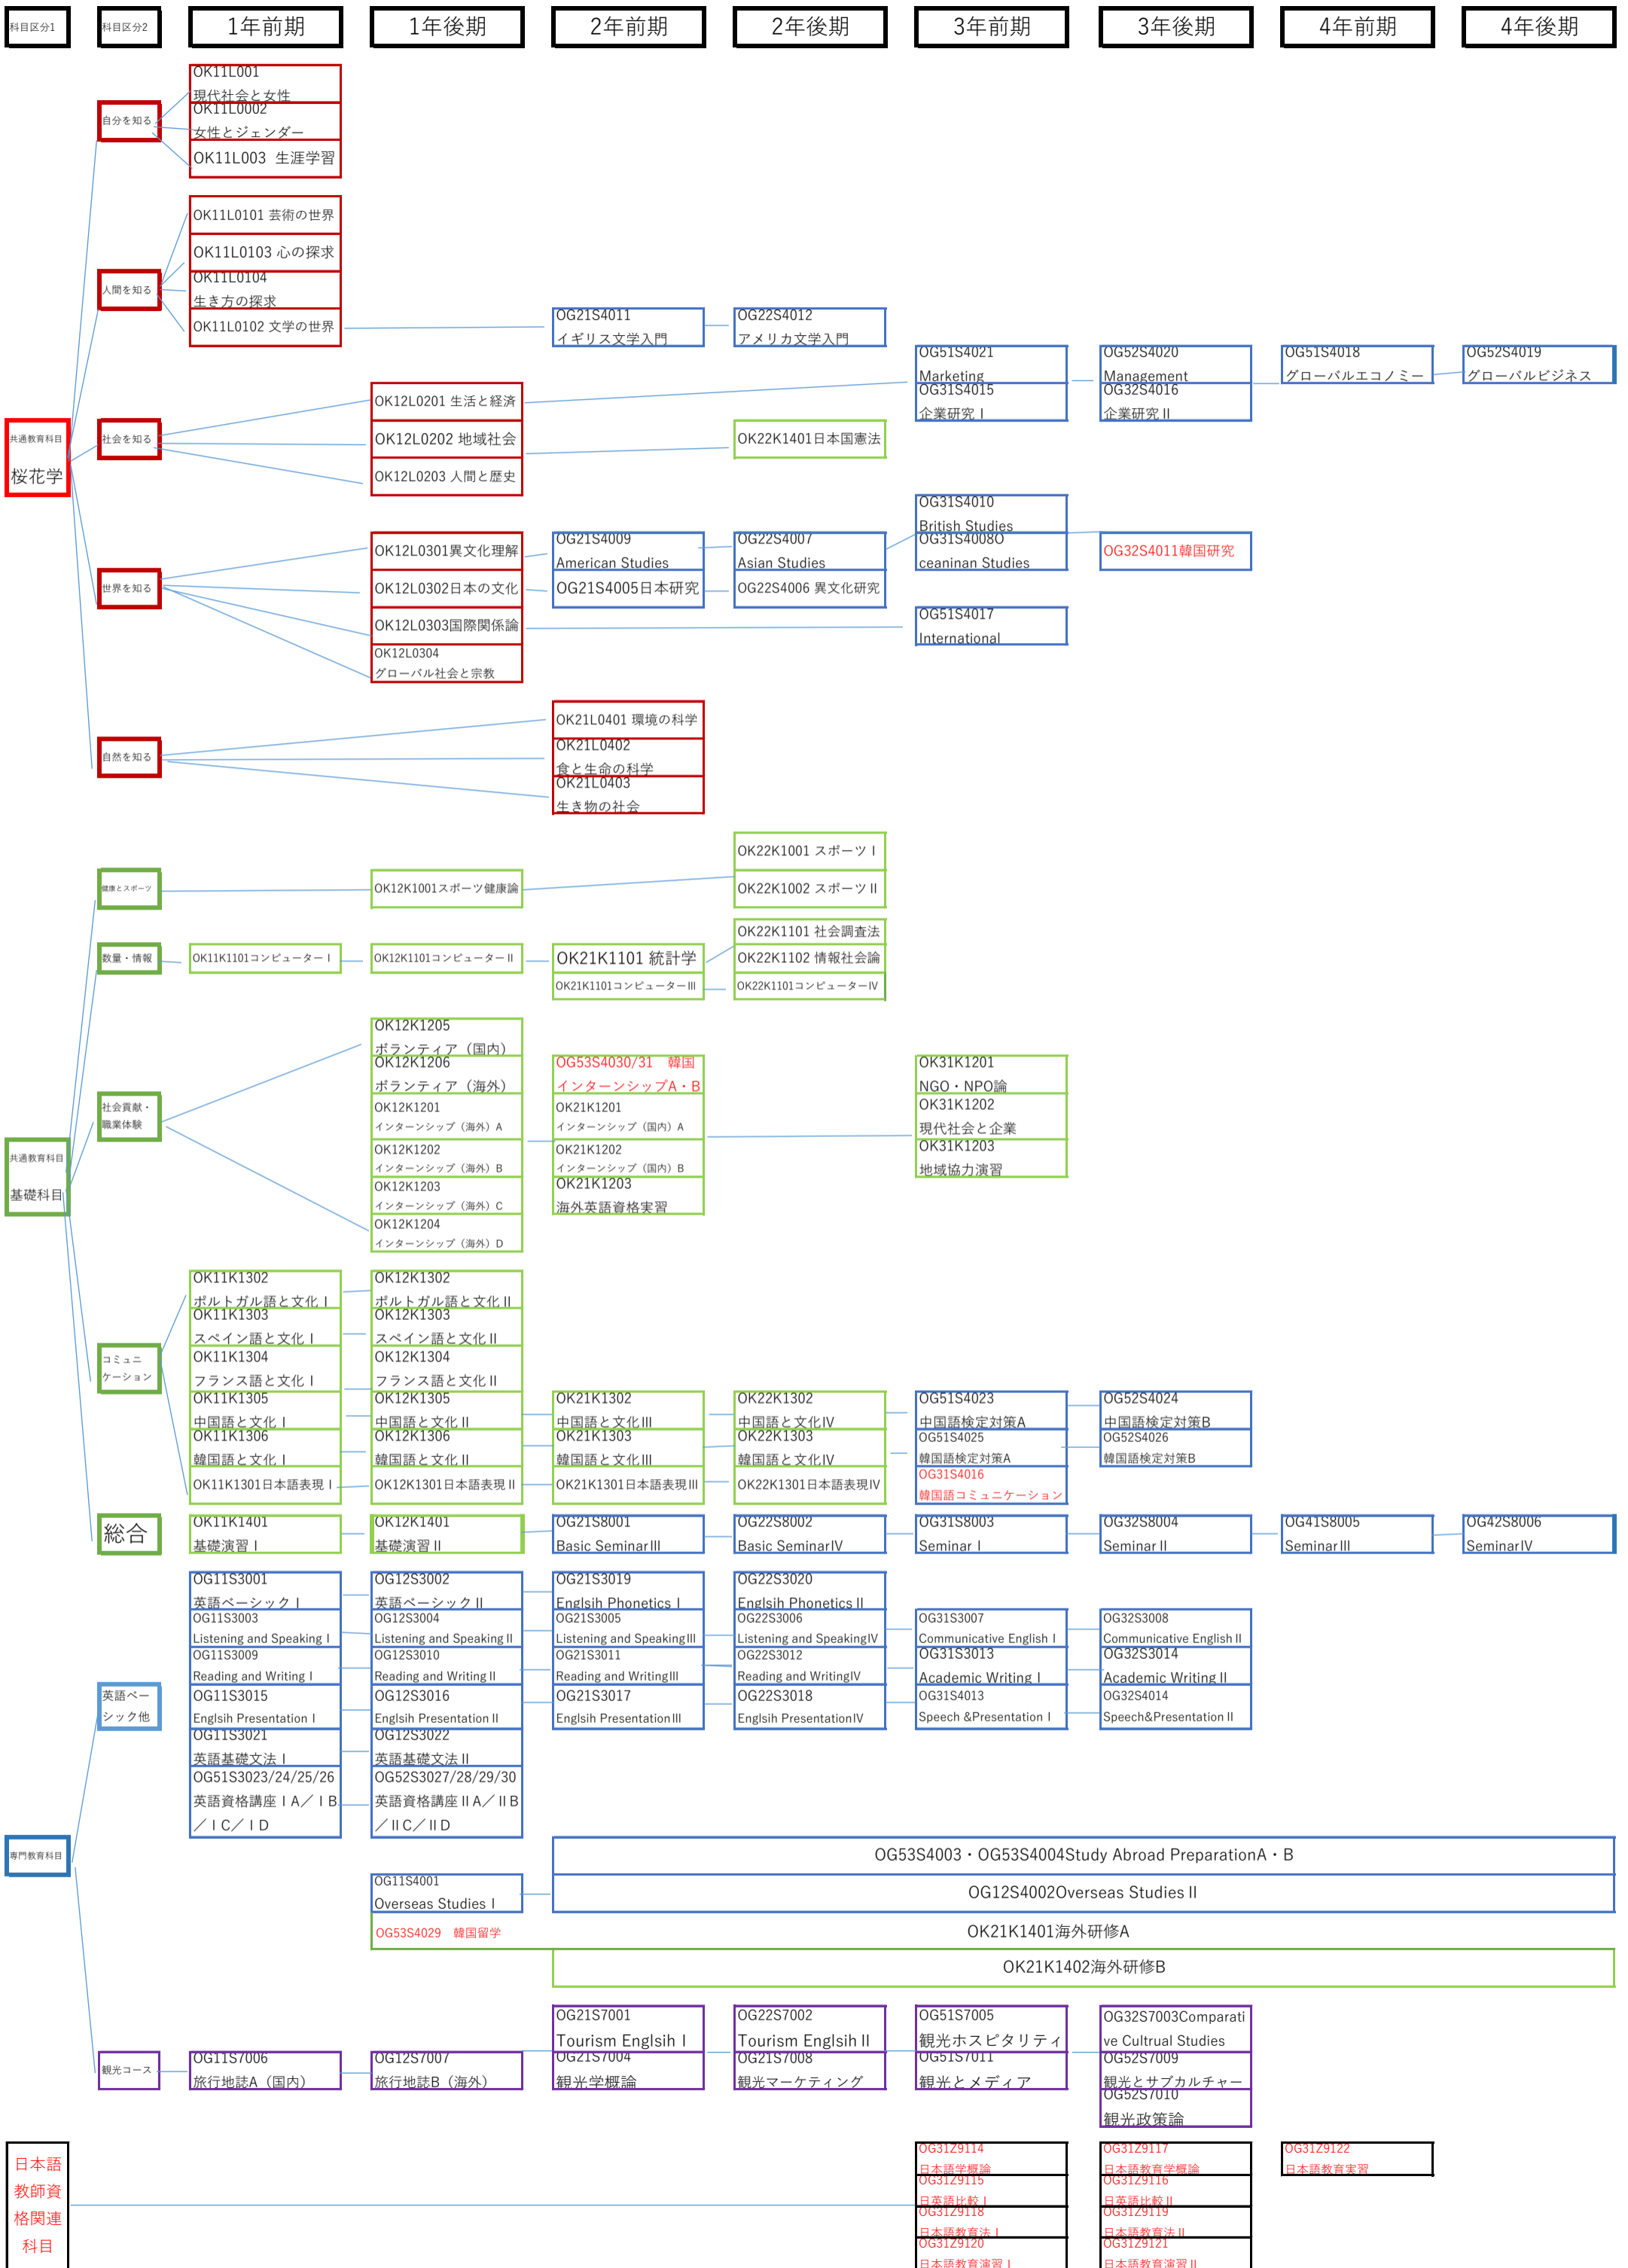 科目区分1
科目区分2
1年前期
1年後期
2年前期
2年後期
3年前期
3年後期
4年前期
4年後期
共通教育科目
桜花学
自分を知る
OK11L001
現代社会と女性
OK11L0002
女性とジェンダー
OK11L003 生涯学習
人間を知る
OK11L0101 芸術の世界
OK11L0103 心の探求
OK11L0104
生き方の探求
OK11L0102 文学の世界
OG21S4011
イギリス文学入門
OG22S4012
アメリカ文学入門
社会を知る
OK12L0201 生活と経済
OK12L0202 地域社会
OK12L0203 人間と歴史
OK22K1401日本国憲法
OG51S4021
Marketing
OG31S4015
企業研究Ⅰ
OG52S4020
Management
OG32S4016
企業研究Ⅱ
OG51S4018
グローバルエコノミー
OG52S4019
グローバルビジネス
世界を知る
OK12L0301異文化理解
OK12L0302日本の文化
OK12L0303国際関係論
OK12L0304
グローバル社会と宗教
OG21S4009
American Studies
OG21S4005日本研究
OG22S4007
Asian Studies
OG22S4006 異文化研究
OG31S4010
British Studies
OG31S4008O
ceaninan Studies
OG32S4011韓国研究
OG51S4017
International
自然を知る
OK21L0401 環境の科学
OK21L0402
食と生命の科学
OK21L0403
生き物の社会
共通教育科目
基礎科目
健康とスポーツ
OK12K1001スポーツ健康論
OK22K1001 スポーツⅠ
OK22K1002 スポーツⅡ
数量・情報
OK11K1101コンピューターⅠ
OK12K1101コンピューターⅡ
OK21K1101 統計学
OK21K1101コンピューターⅢ
OK22K1101 社会調査法
OK22K1102 情報社会論
OK22K1101コンピューターⅣ
社会貢献・
職業体験
OK12K1205
ボランティア（国内）
OK12K1206
ボランティア（海外）
OK12K1201
インターンシップ（海外）A
OK12K1202
インターンシップ（海外）B
OK12K1203
インターンシップ（海外）C
OK12K1204
インターンシップ（海外）D
OG53S4030/31　韓国
インターンシップA・B
OK21K1201
インターンシップ（国内）A
OK21K1202
インターンシップ（国内）B
OK21K1203
海外英語資格実習
OK31K1201
NGO・NPO論
OK31K1202
現代社会と企業
OK31K1203
地域協力演習
コミュニ
ケーション
OK11K1302
ポルトガル語と文化Ⅰ
OK11K1303
スペイン語と文化Ⅰ
OK11K1304
フランス語と文化Ⅰ
OK11K1305
中国語と文化Ⅰ
OK11K1306
韓国語と文化Ⅰ
OK11K1301日本語表現Ⅰ
OK12K1302
ポルトガル語と文化Ⅱ
OK12K1303
スペイン語と文化Ⅱ
OK12K1304
フランス語と文化Ⅱ
OK12K1305
中国語と文化Ⅱ
OK12K1306
韓国語と文化Ⅱ
OK12K1301日本語表現Ⅱ
OK21K1302
中国語と文化Ⅲ
OK21K1303
韓国語と文化Ⅲ
OK21K1301日本語表現Ⅲ
OK22K1302
中国語と文化Ⅳ
OK22K1303
韓国語と文化Ⅳ
OK22K1301日本語表現Ⅳ
OG51S4023
中国語検定対策A
OG51S4025
韓国語検定対策A
OG31S4016
韓国語コミュニケーション
OG52S4024
中国語検定対策B
OG52S4026
韓国語検定対策B
総合
OK11K1401
基礎演習Ⅰ
OK12K1401
基礎演習Ⅱ
OG21S8001
Basic SeminarⅢ
OG22S8002
Basic SeminarⅣ
OG31S8003
SeminarⅠ
OG32S8004
SeminarⅡ
OG41S8005
SeminarⅢ
OG42S8006
SeminarⅣ
専門教育科目
英語ベー
シック他
OG11S3001
英語ベーシックⅠ
OG11S3003
Listening and SpeakingⅠ
OG11S3009
Reading and WritingⅠ
OG11S3015
Englsih PresentationⅠ
OG11S3021
英語基礎文法Ⅰ
OG51S3023/24/25/26
英語資格講座ⅠA／ⅠB
／ⅠC／ⅠD
OG12S3002
英語ベーシックⅡ
OG12S3004
Listening and SpeakingⅡ
OG12S3010
Reading and WritingⅡ
OG12S3016
Englsih PresentationⅡ
OG12S3022
英語基礎文法Ⅱ
OG52S3027/28/29/30
英語資格講座ⅡA／ⅡB
／ⅡC／ⅡD
OG21S3019
Englsih PhoneticsⅠ
OG21S3005
Listening and SpeakingⅢ
OG21S3011
Reading and WritingⅢ
OG21S3017
Englsih PresentationⅢ
OG22S3020
Englsih PhoneticsⅡ
OG22S3006
Listening and SpeakingⅣ
OG22S3012
Reading and WritingⅣ
OG22S3018
Englsih PresentationⅣ
OG31S3007
Communicative EnglishⅠ
OG31S3013
Academic WritingⅠ
OG31S4013
Speech &PresentationⅠ
OG32S3008
Communicative EnglishⅡ
OG32S3014
Academic WritingⅡ
OG32S4014
Speech&PresentationⅡ
OG53S4003・OG53S4004Study Abroad PreparationA・B
OG11S4001
Overseas StudiesⅠ
OG12S4002Overseas StudiesⅡ
OG53S4029　韓国留学
OK21K1401海外研修A
OK21K1402海外研修B
観光コース
OG11S7006
旅行地誌A（国内）
OG12S7007
旅行地誌B（海外）
OG21S7001
Tourism EnglsihⅠ
OG21S7004
観光学概論
OG22S7002
Tourism EnglsihⅡ
OG21S7008
観光マーケティング
OG51S7005
観光ホスピタリティ
OG51S7011
観光とメディア
OG32S7003Comparati
ve Cultrual Studies
OG52S7009
観光とサブカルチャー
OG52S7010
観光政策論
日本語
教師資
格関連
科目
OG31Z9114
日本語学概論
OG31Z9115
日英語比較Ⅰ
OG31Z9118
日本語教育法Ⅰ
OG31Z9120
日本語教育演習Ⅰ
OG31Z9117
日本語教育学概論
OG31Z9116
日英語比較Ⅱ
OG31Z9119
日本語教育法Ⅱ
OG31Z9121
日本語教育演習Ⅱ
OG31Z9122
日本語教育実習